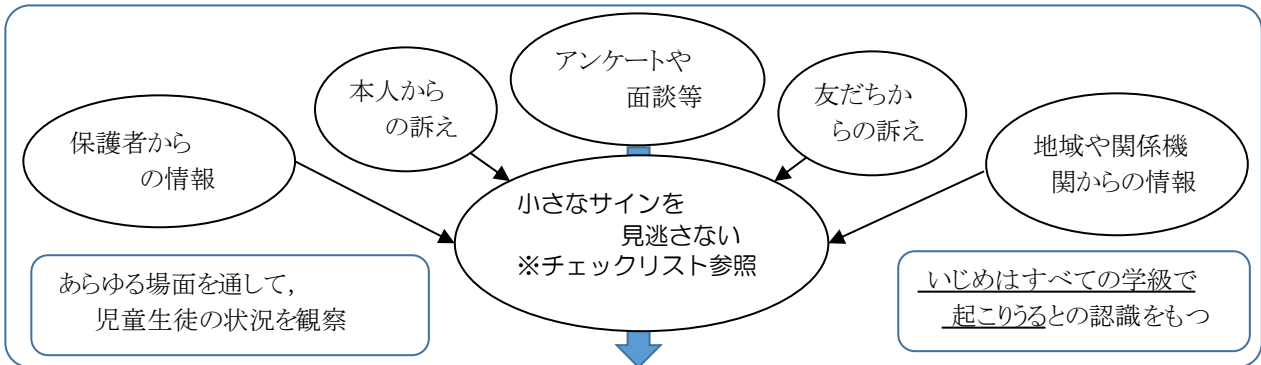 アンケートや
面談等
本人から
の訴え
友だちか
らの訴え
保護者から
の情報
地域や関係機
関からの情報
小さなサインを
見逃さない
※チェックリスト参照
あらゆる場面を通して,
児童生徒の状況を観察
いじめはすべての学級で
起こりうるとの認識をもつ